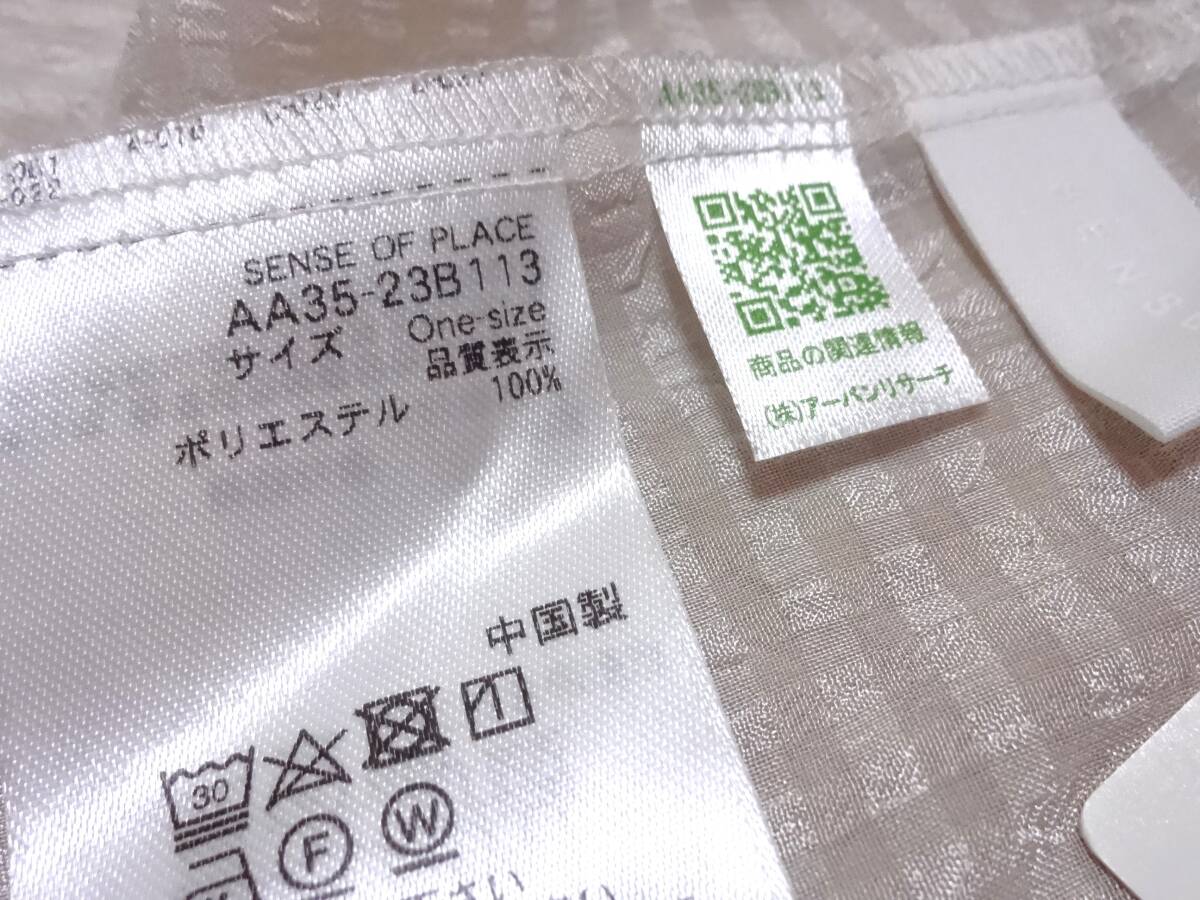 SENSE OF PLACE
AA35-23B113
サイズ One-size
品質表示
ポリエステル 100%
中国製
30
F
W
AA35-23B113
商品の関連情報
(株)アーバンリサーチ